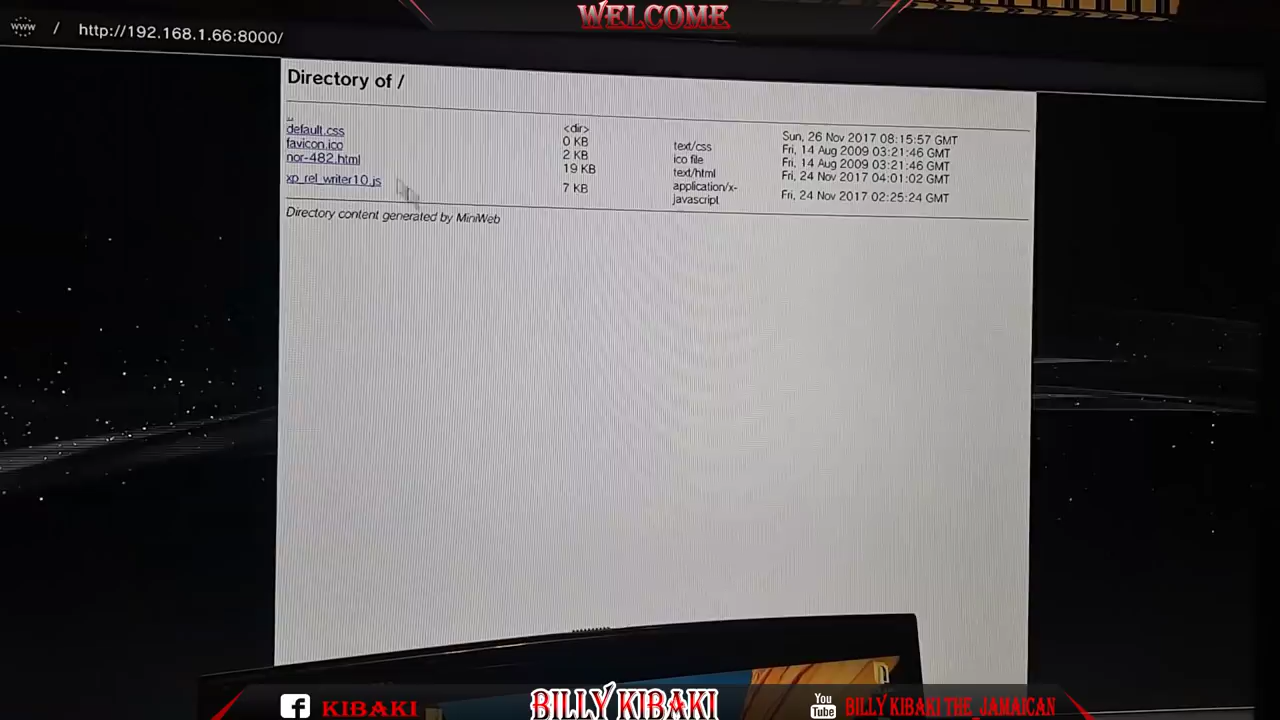 WELCOME
www / http://192.168.1.66:8000/
Directory of /
..
<dir> Sun, 26 Nov 2017 08:15:57 GMT
default.css 0 KB text/css Fri, 14 Aug 2009 03:21:46 GMT
favicon.ico 2 KB ico file Fri, 14 Aug 2009 03:21:46 GMT
nor-482.html 19 KB text/html Fri, 24 Nov 2017 04:01:02 GMT
xp_rel_writer10.js 7 KB application/x-
javascript Fri, 24 Nov 2017 02:25:24 GMT
Directory content generated by MiniWeb
KIBAKI
BILLY KIBAKI
You
Tube
BILLY KIBAKI THE_JAMAICAN